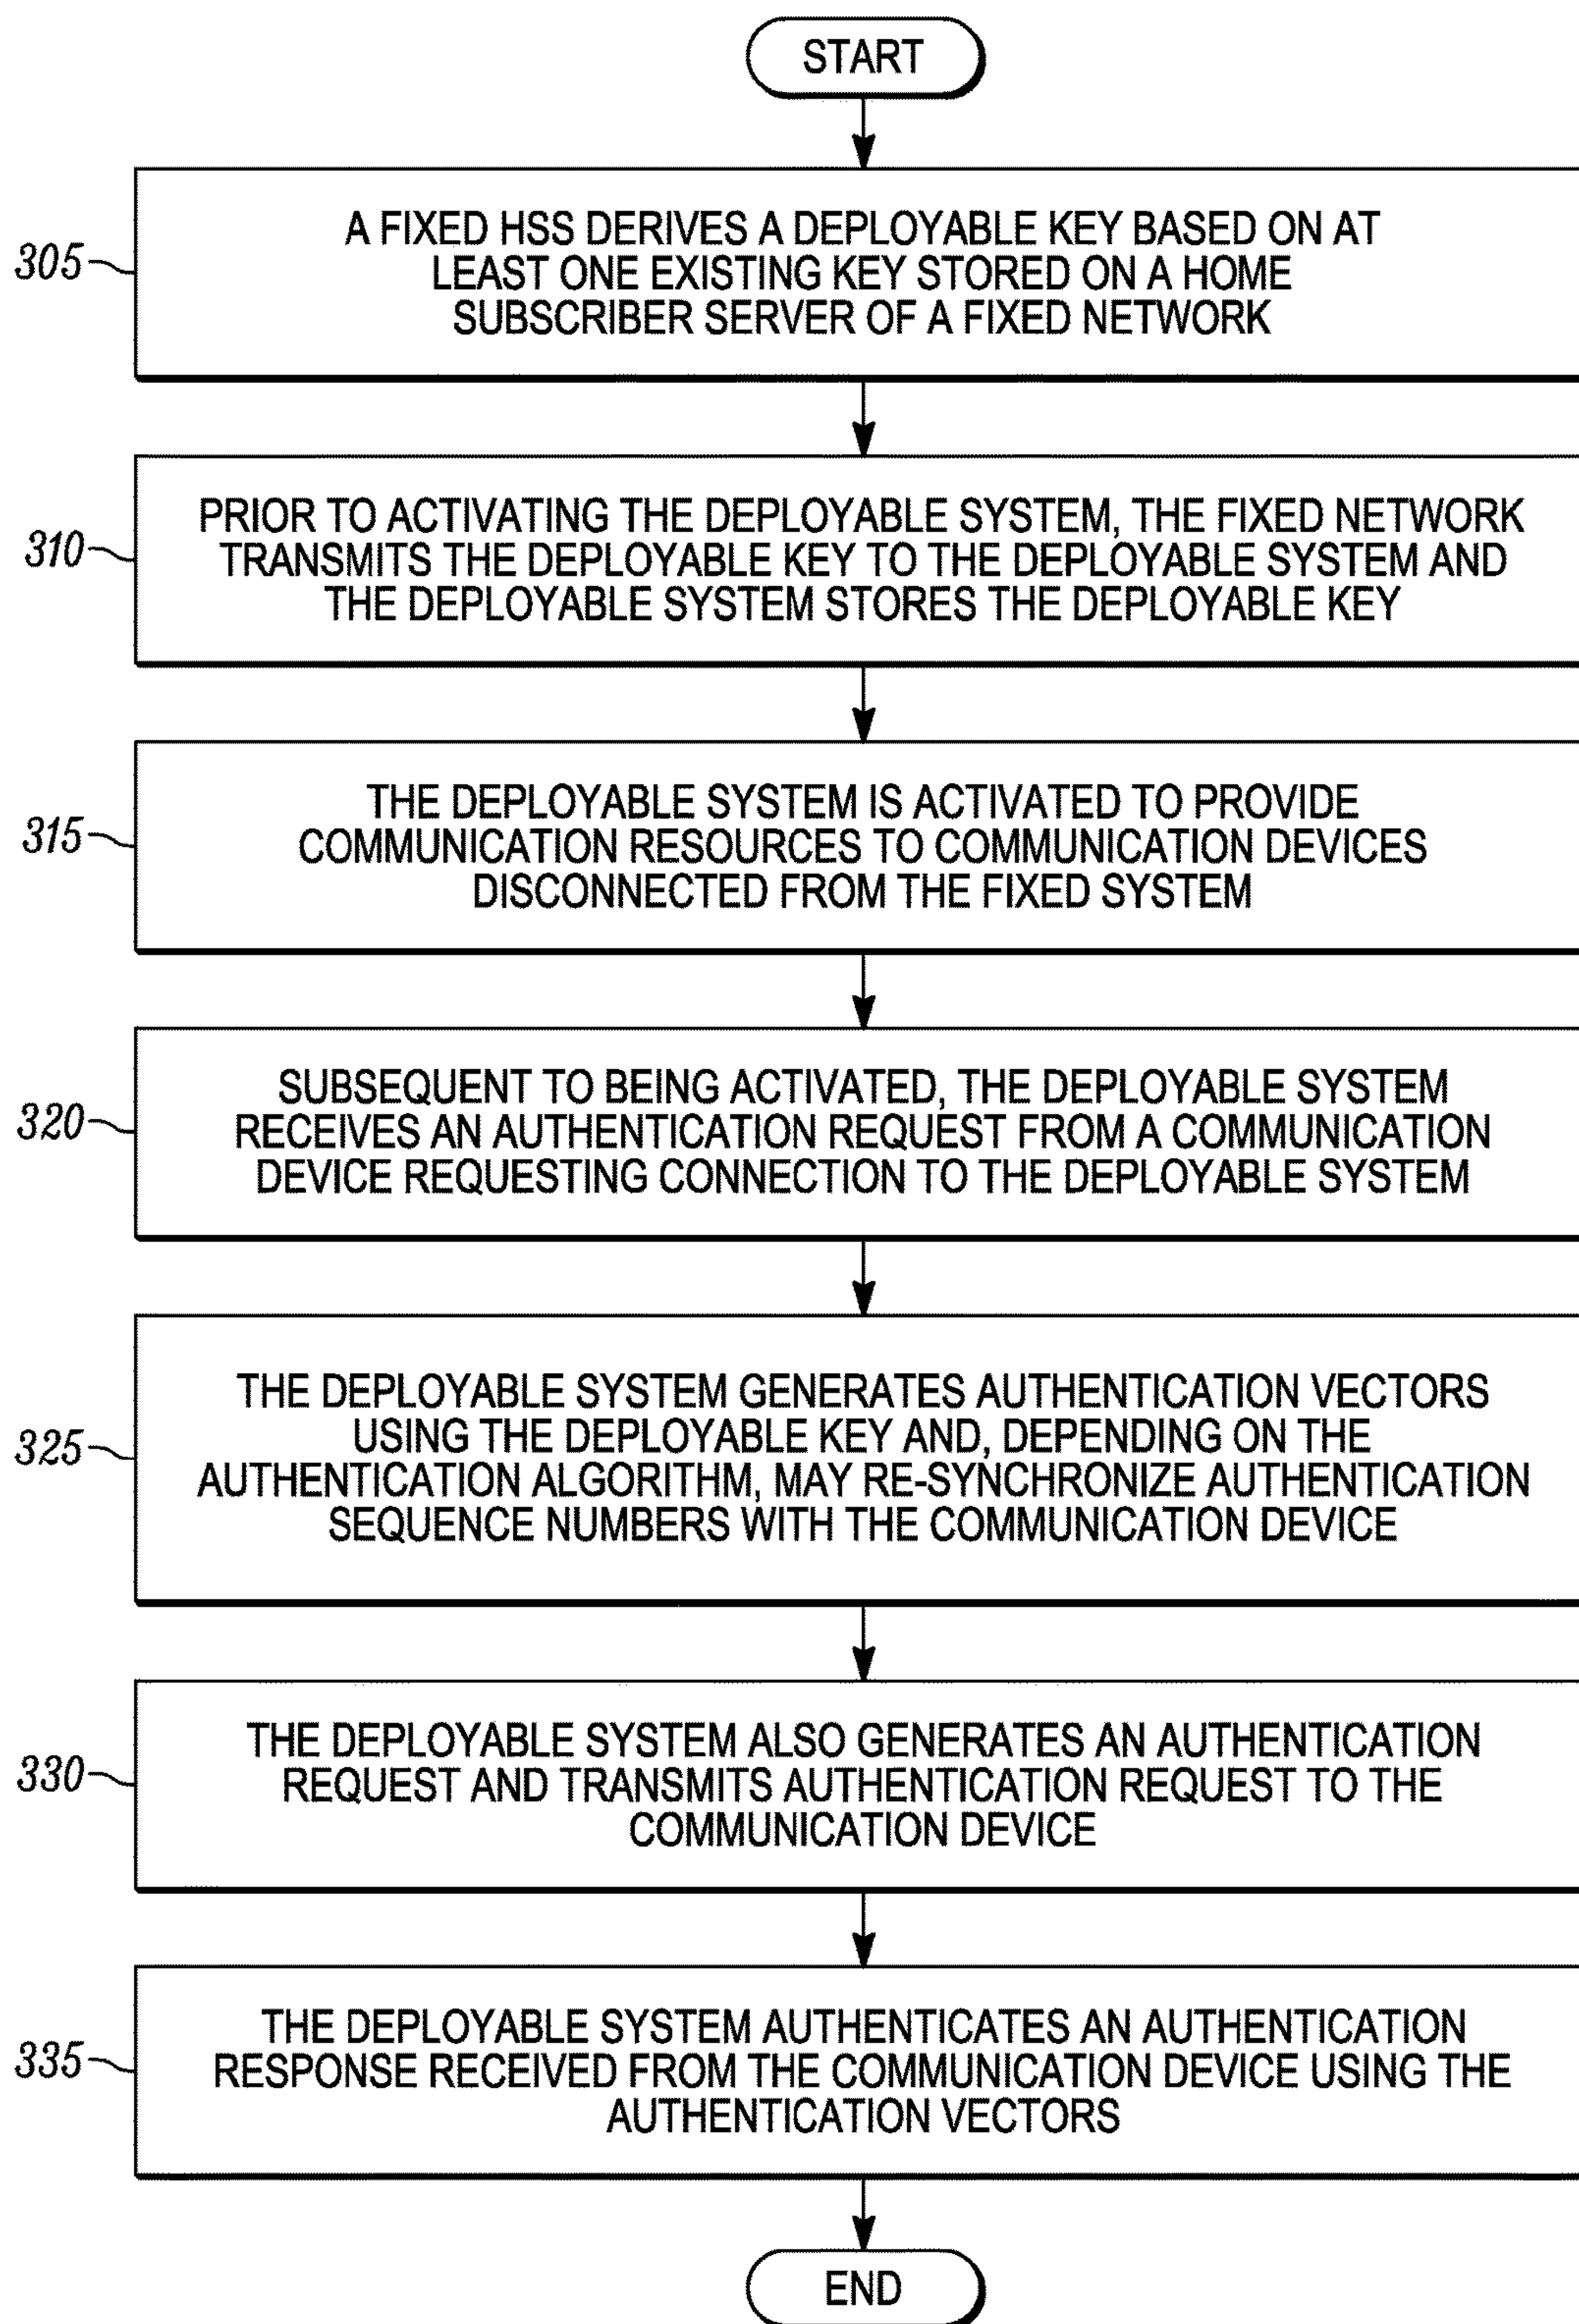 START
305
A FIXED HSS DERIVES A DEPLOYABLE KEY BASED ON AT
LEAST ONE EXISTING KEY STORED ON A HOME
SUBSCRIBER SERVER OF A FIXED NETWORK
310
PRIOR TO ACTIVATING THE DEPLOYABLE SYSTEM, THE FIXED NETWORK
TRANSMITS THE DEPLOYABLE KEY TO THE DEPLOYABLE SYSTEM AND
THE DEPLOYABLE SYSTEM STORES THE DEPLOYABLE KEY
315
THE DEPLOYABLE SYSTEM IS ACTIVATED TO PROVIDE
COMMUNICATION RESOURCES TO COMMUNICATION DEVICES
DISCONNECTED FROM THE FIXED SYSTEM
320
SUBSEQUENT TO BEING ACTIVATED, THE DEPLOYABLE SYSTEM
RECEIVES AN AUTHENTICATION REQUEST FROM A COMMUNICATION
DEVICE REQUESTING CONNECTION TO THE DEPLOYABLE SYSTEM
325
THE DEPLOYABLE SYSTEM GENERATES AUTHENTICATION VECTORS
USING THE DEPLOYABLE KEY AND, DEPENDING ON THE
AUTHENTICATION ALGORITHM, MAY RE-SYNCHRONIZE AUTHENTICATION
SEQUENCE NUMBERS WITH THE COMMUNICATION DEVICE
330
THE DEPLOYABLE SYSTEM ALSO GENERATES AN AUTHENTICATION
REQUEST AND TRANSMITS AUTHENTICATION REQUEST TO THE
COMMUNICATION DEVICE
335
THE DEPLOYABLE SYSTEM AUTHENTICATES AN AUTHENTICATION
RESPONSE RECEIVED FROM THE COMMUNICATION DEVICE USING THE
AUTHENTICATION VECTORS
END